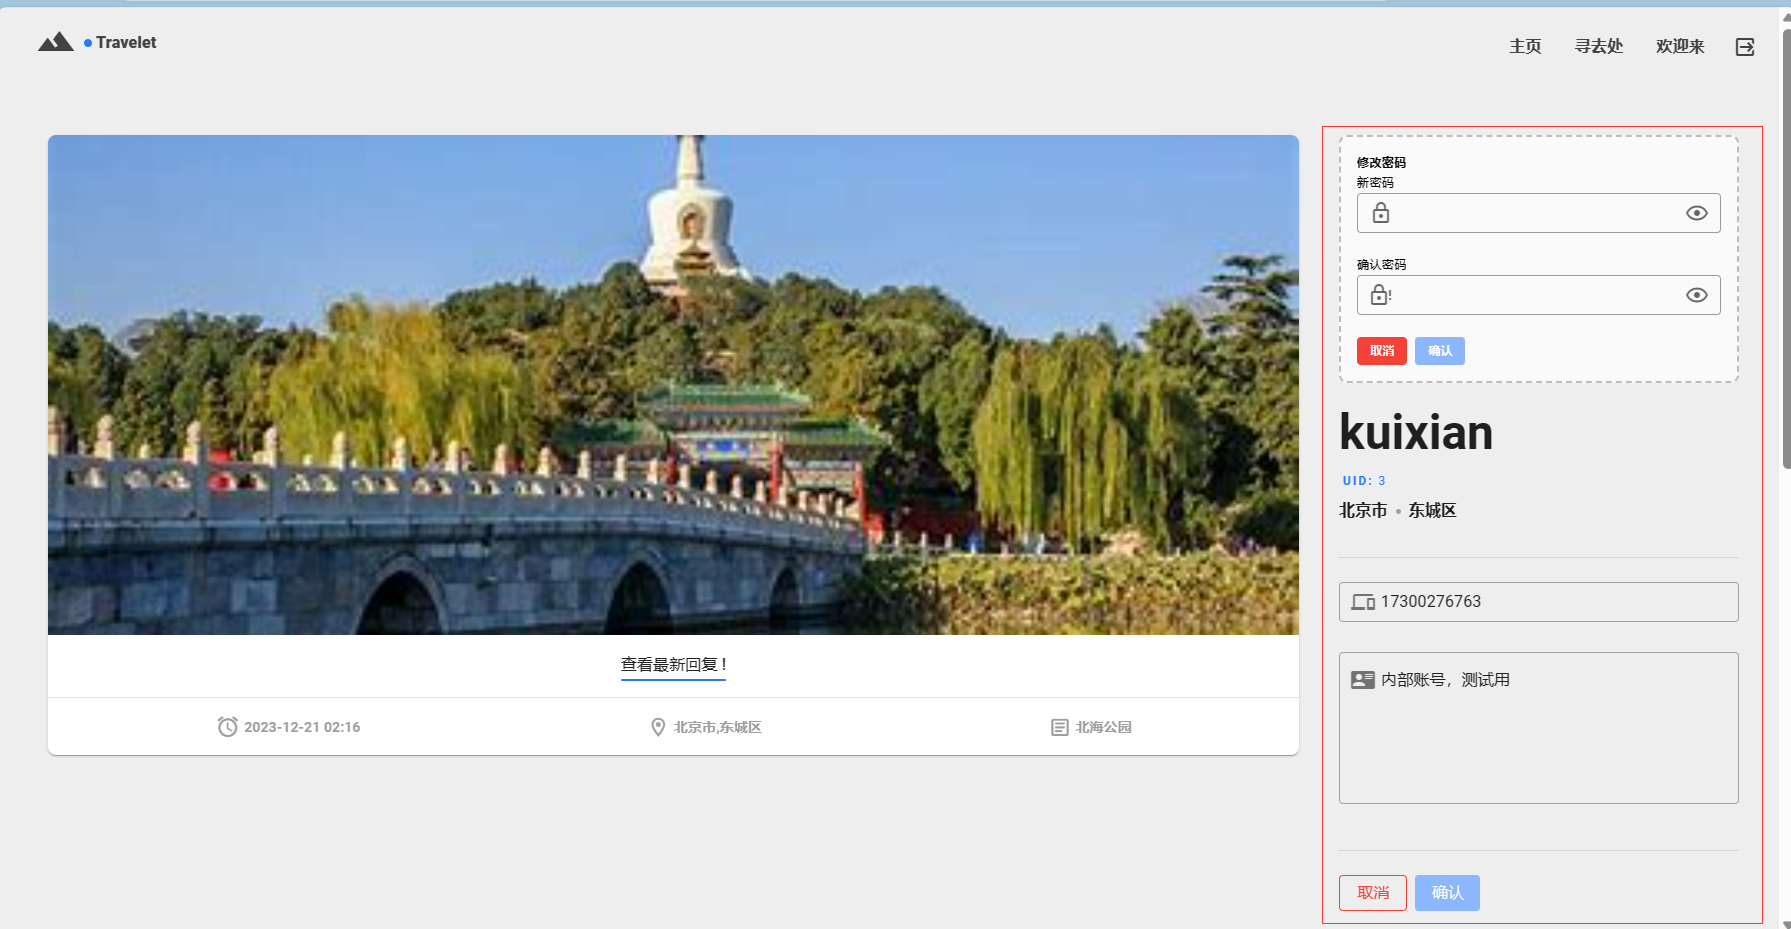 Travelet
主页
寻去处
欢迎来
查看最新回复！
2023-12-21 02:16
北京市,东城区
北海公园
修改密码
新密码
确认密码
取消
确认
kuixian
UID: 3
北京市 • 东城区
17300276763
内部账号，测试用
取消
确认